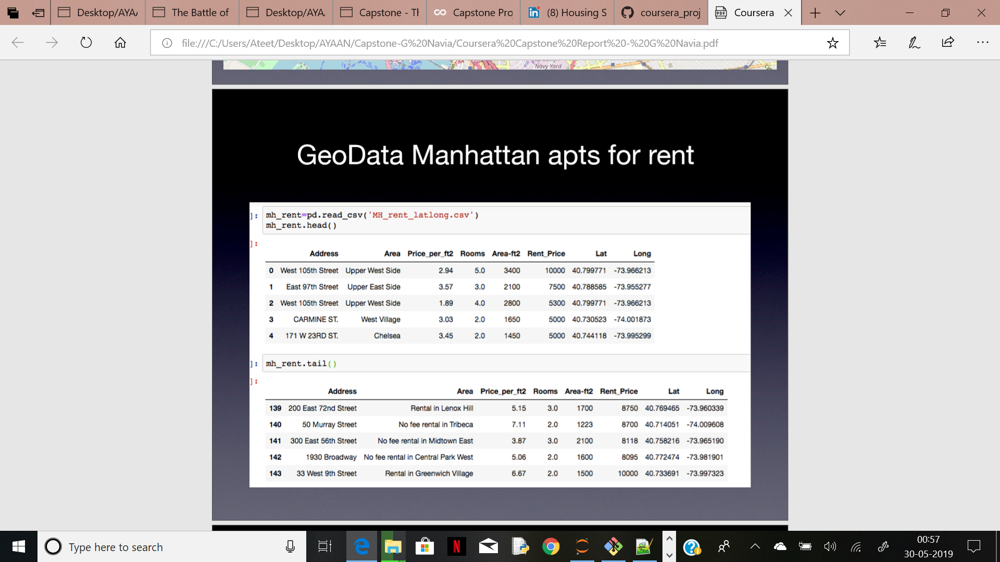 Desktop/AYA
The Battle of
Desktop/AYA
Capstone - Th
Capstone Pro
(8) Housing S
coursera_proj
PDF Coursera
file:///C:/Users/Ateet/Desktop/AYAAN/Capstone-G%20Navia/Coursera%20Capstone%20Report%20-%20G%20Navia.pdf
Navy Yard
GeoData Manhattan apts for rent
]: mh_rent=pd.read_csv('MH_rent_latlong.csv')
mh_rent.head()
]:
Address Area Price_per_ft2 Rooms Area-ft2 Rent_Price Lat Long
0 West 105th Street Upper West Side 2.94 5.0 3400 10000 40.799771 -73.966213
1 East 97th Street Upper East Side 3.57 3.0 2100 7500 40.788585 -73.955277
2 West 105th Street Upper West Side 1.89 4.0 2800 5300 40.799771 -73.966213
3 CARMINE ST. West Village 3.03 2.0 1650 5000 40.730523 -74.001873
4 171 W 23RD ST. Chelsea 3.45 2.0 1450 5000 40.744118 -73.995299
]: mh_rent.tail()
]:
Address Area Price_per_ft2 Rooms Area-ft2 Rent_Price Lat Long
139 200 East 72nd Street Rental in Lenox Hill 5.15 3.0 1700 8750 40.769465 -73.960339
140 50 Murray Street No fee rental in Tribeca 7.11 2.0 1223 8700 40.714051 -74.009608
141 300 East 56th Street No fee rental in Midtown East 3.87 3.0 2100 8118 40.758216 -73.965190
142 1930 Broadway No fee rental in Central Park West 5.06 2.0 1600 8095 40.772474 -73.981901
143 33 West 9th Street Rental in Greenwich Village 6.67 2.0 1500 10000 40.733691 -73.997323
Type here to search
00:57
30-05-2019